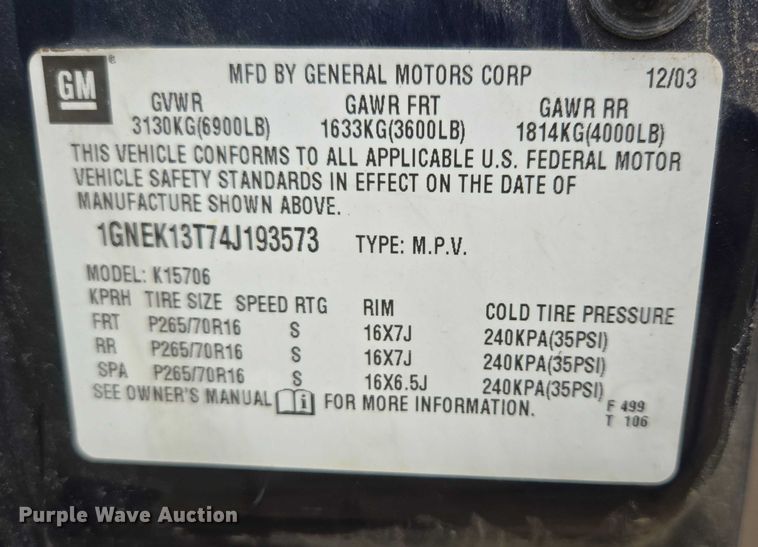 GM ® MFD BY GENERAL MOTORS CORP 12/03
GVWR GAWR FRT GAWR RR
3130KG(6900LB) 1633KG(3600LB) 1814KG(4000LB)
THIS VEHICLE CONFORMS TO ALL APPLICABLE U.S. FEDERAL MOTOR
VEHICLE SAFETY STANDARDS IN EFFECT ON THE DATE OF
MANUFACTURE SHOWN ABOVE.
1GNEK13T74J193573 TYPE: M.P.V.
MODEL: K15706
KPRH TIRE SIZE SPEED RTG RIM COLD TIRE PRESSURE
FRT P265/70R16 S 16X7J 240KPA(35PSI)
RR P265/70R16 S 16X7J 240KPA(35PSI)
SPA P265/70R16 S 16X6.5J 240KPA(35PSI)
SEE OWNER'S MANUAL i FOR MORE INFORMATION.
F 499
T 106
Purple Wave Auction